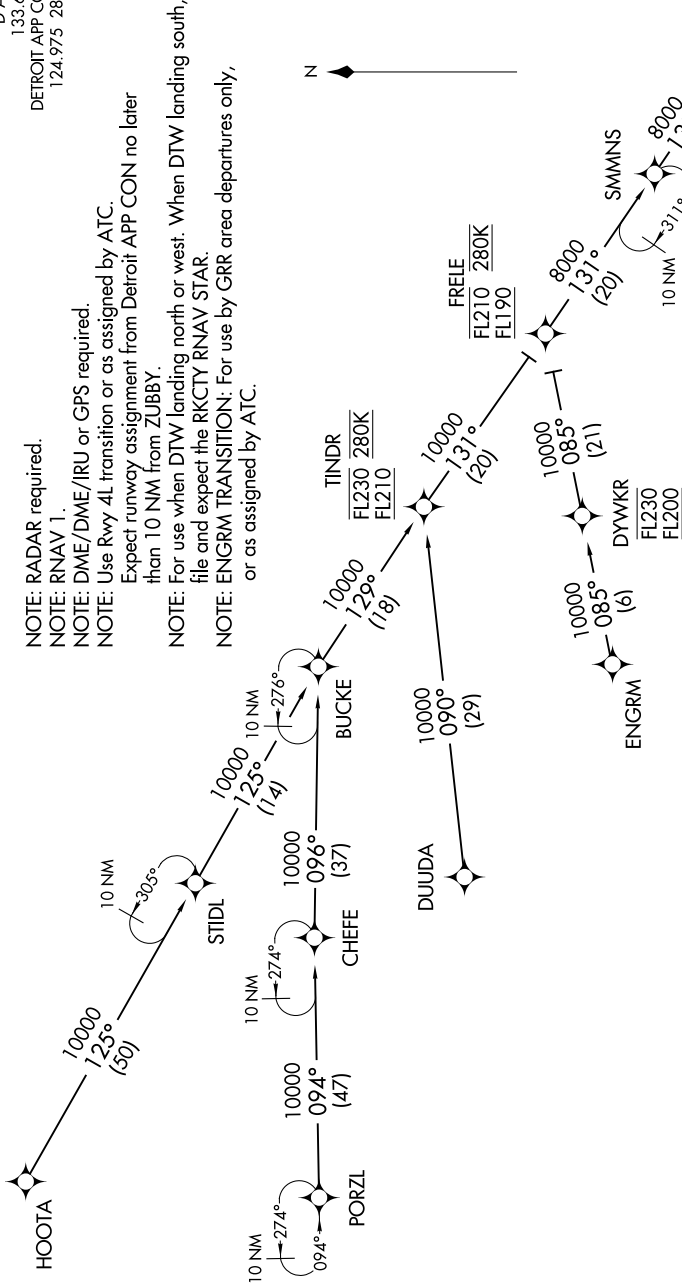 133.6
DETROIT APP CO
124.975 28
NOTE: RADAR required.
NOTE: RNAV 1.
NOTE: DME/DME/IRU or GPS required.
NOTE: Use Rwy 4L transition or as assigned by ATC.
Expect runway assignment from Detroit APP CON no later
than 10 NM from ZUBBY.
NOTE: For use when DTW landing north or west. When DTW landing south,
file and expect the RKCTY RNAV STAR.
NOTE: ENGRM TRANSITION: For use by GRR area departures only,
or as assigned by ATC.
N
HOOTA
10000
125°
(50)
10 NM
305°
STIDL
10000
125°
(14)
10 NM
276°
BUCKE
10 NM
274°
094°
PORZL
10000
094°
(47)
10 NM
274°
CHEFE
10000
096°
(37)
10000
129°
(18)
TINDR
FL230 280K
FL210
DUUDA
10000
090°
(29)
10000
131°
(20)
FRELE
FL210 280K
FL190
ENGRM
10000
085°
(6)
DYWKR
FL230
FL200
10000
085°
(21)
8000
131°
(20)
SMMNS
10 NM
311°
8000